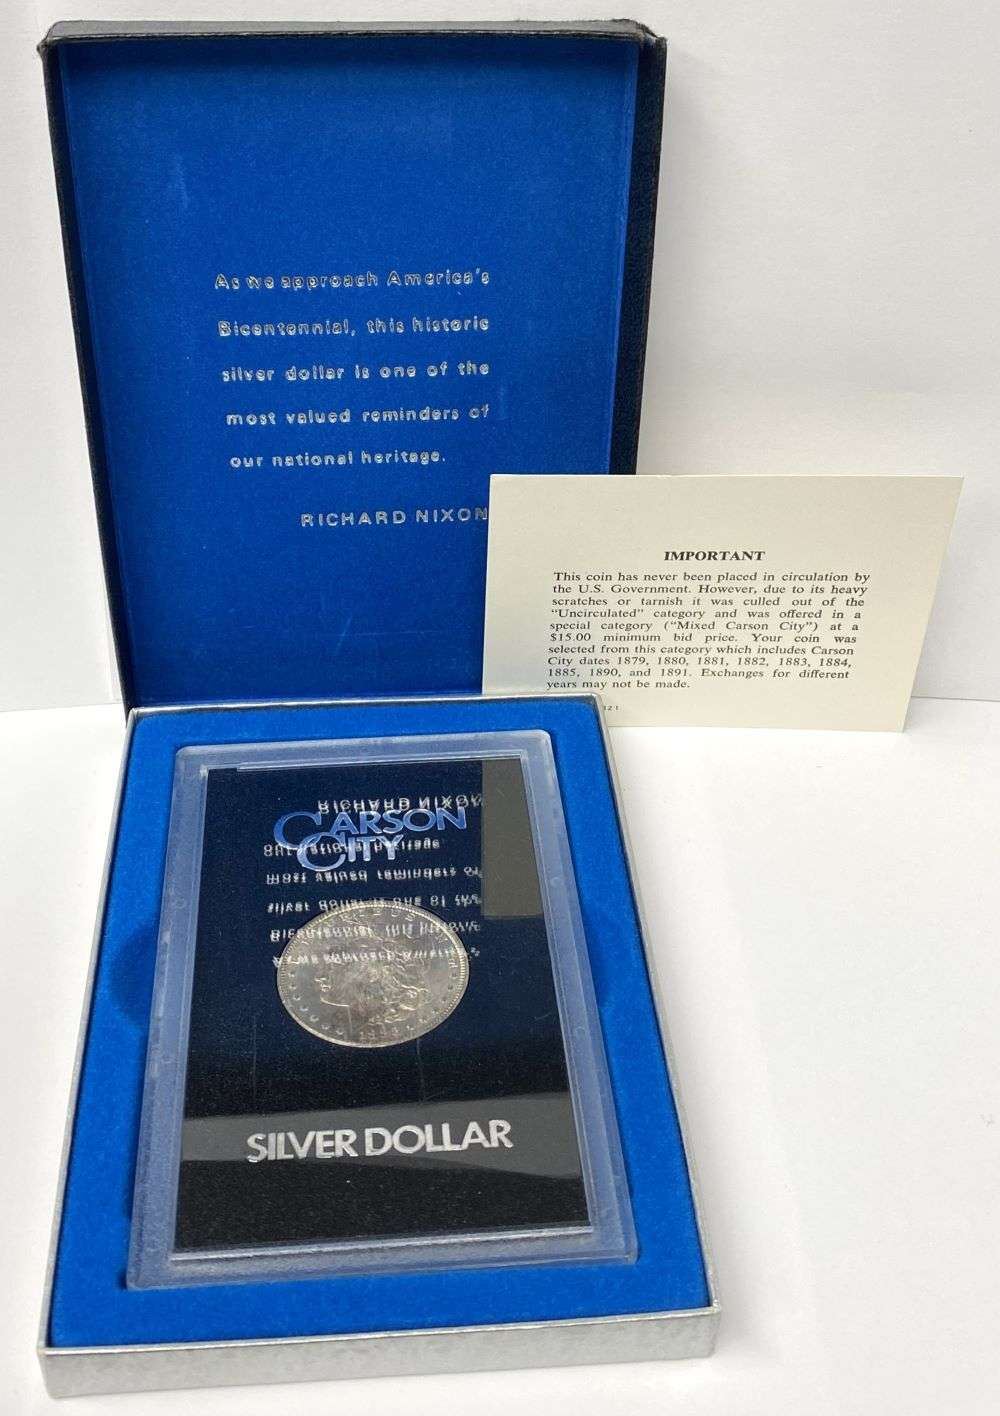 As we approach America's
Bicentennial, this historic
silver dollar is one of the
most valued reminders of
our national heritage.
RICHARD NIXON
IMPORTANT
This coin has never been placed in circulation by
the U.S. Government. However, due to its heavy
scratches or tarnish it was culled out of the
"Uncirculated" category and was offered in a
special category ("Mixed Carson City") at a
$15.00 minimum bid price. Your coin was
selected from this category which includes Carson
City dates 1879, 1880, 1881, 1882, 1883, 1884,
1885, 1890, and 1891. Exchanges for different
years may not be made.
CARSON
CITY
SILVER DOLLAR